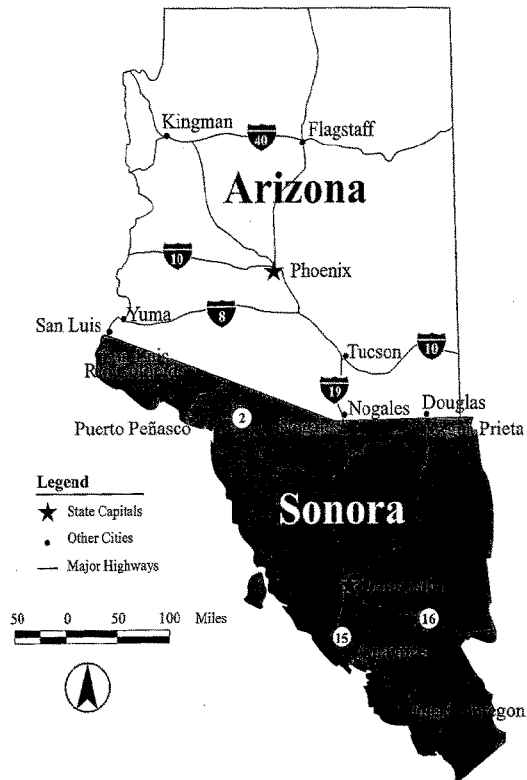 Kingman
40
Flagstaff
Arizona
10
Phoenix
8
Yuma
San Luis
Tucson
10
19
Nogales
Douglas
2
Puerto Peñasco
Prieta
Legend
State Capitals
Other Cities
Major Highways
Sonora
50 0 50 100 Miles
15
16